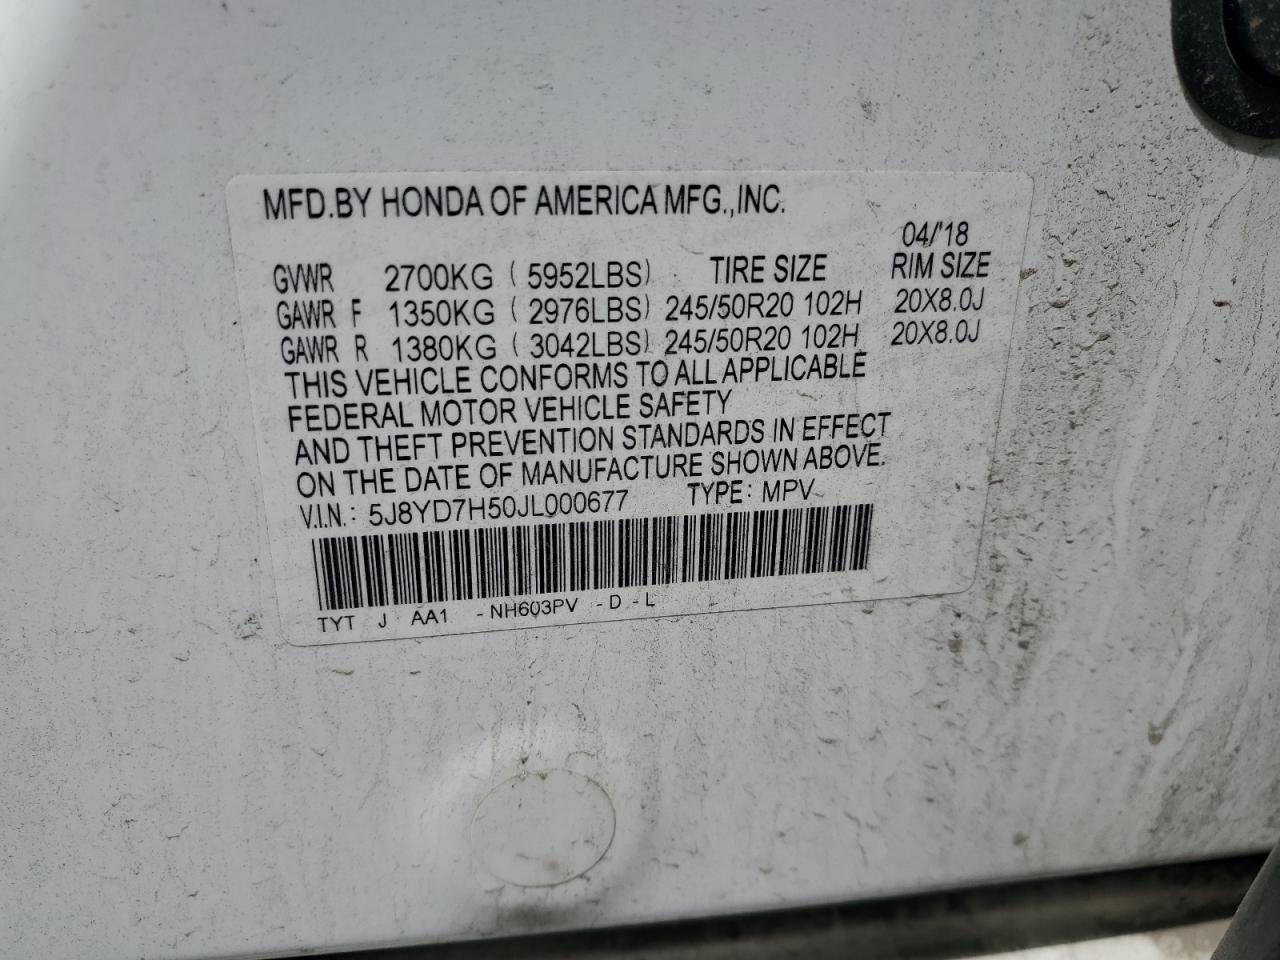 MFD.BY HONDA OF AMERICA MFG.,INC.
04/'18
GVWR 2700KG ( 5952LBS) TIRE SIZE RIM SIZE
GAWR F 1350KG ( 2976LBS) 245/50R20 102H 20X8.0J
GAWR R 1380KG ( 3042LBS) 245/50R20 102H 20X8.0J
THIS VEHICLE CONFORMS TO ALL APPLICABLE
FEDERAL MOTOR VEHICLE SAFETY
AND THEFT PREVENTION STANDARDS IN EFFECT
ON THE DATE OF MANUFACTURE SHOWN ABOVE.
V.I.N.: 5J8YD7H50JL000677 TYPE: MPV
TYT J AA1 -NH603PV -D -L